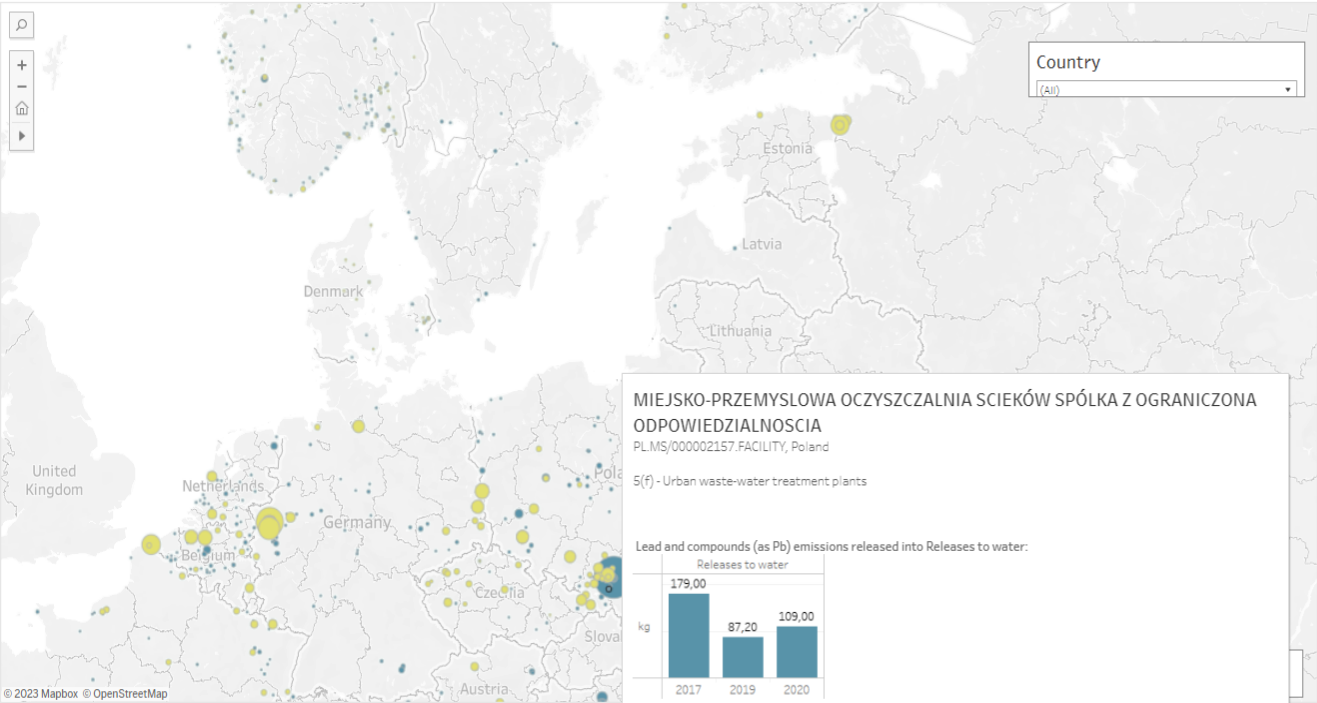 Country
(All)
Estonia
Latvia
Denmark
Lithuania
MIEJSKO-PRZEMYSLOWA OCZYSZCZALNIA SCIEKÓW SPÓLKA Z OGRANICZONA
ODPOWIEDZIALNOSCIA
PL.MS/000002157.FACILITY, Poland
United
Kingdom
Netherlands
Pola
5(f) - Urban waste-water treatment plants
Germany
Belgium
Lead and compounds (as Pb) emissions released into Releases to water:
Releases to water
179,00
87,20
109,00
kg
2017
2019
2020
Czechia
Slova
Austria
© 2023 Mapbox © OpenStreetMap